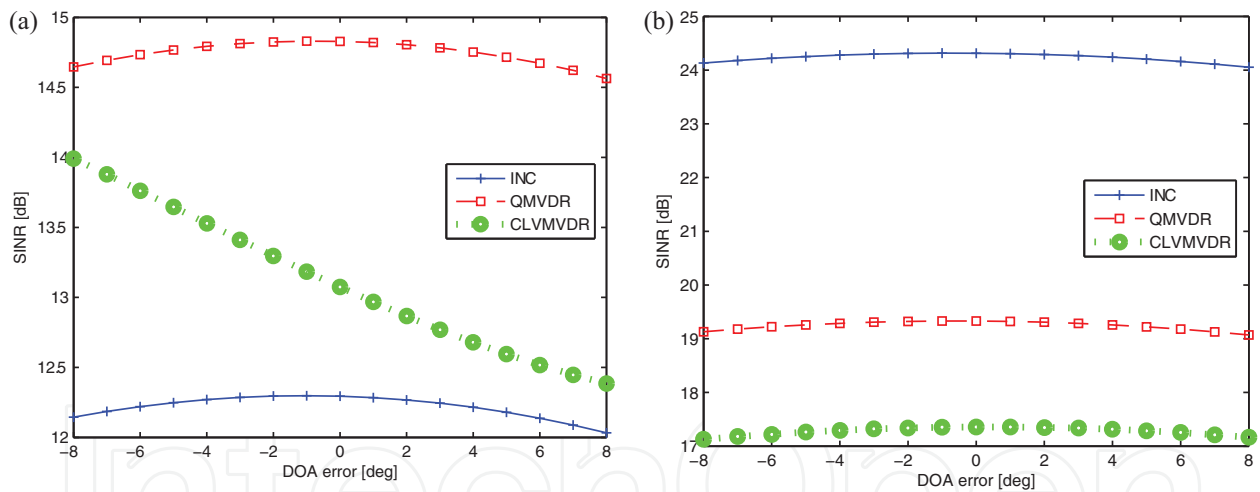 (a)
15
14.5
14
13.5
13
12.5
12
SINR [dB]
−8 −6 −4 −2 0 2 4 6 8
DOA error [deg]
INC
QMVDR
CLVMVDR
(b)
25
24
23
22
21
20
19
18
17
SINR [dB]
−8 −6 −4 −2 0 2 4 6 8
DOA error [deg]
INC
QMVDR
CLVMVDR